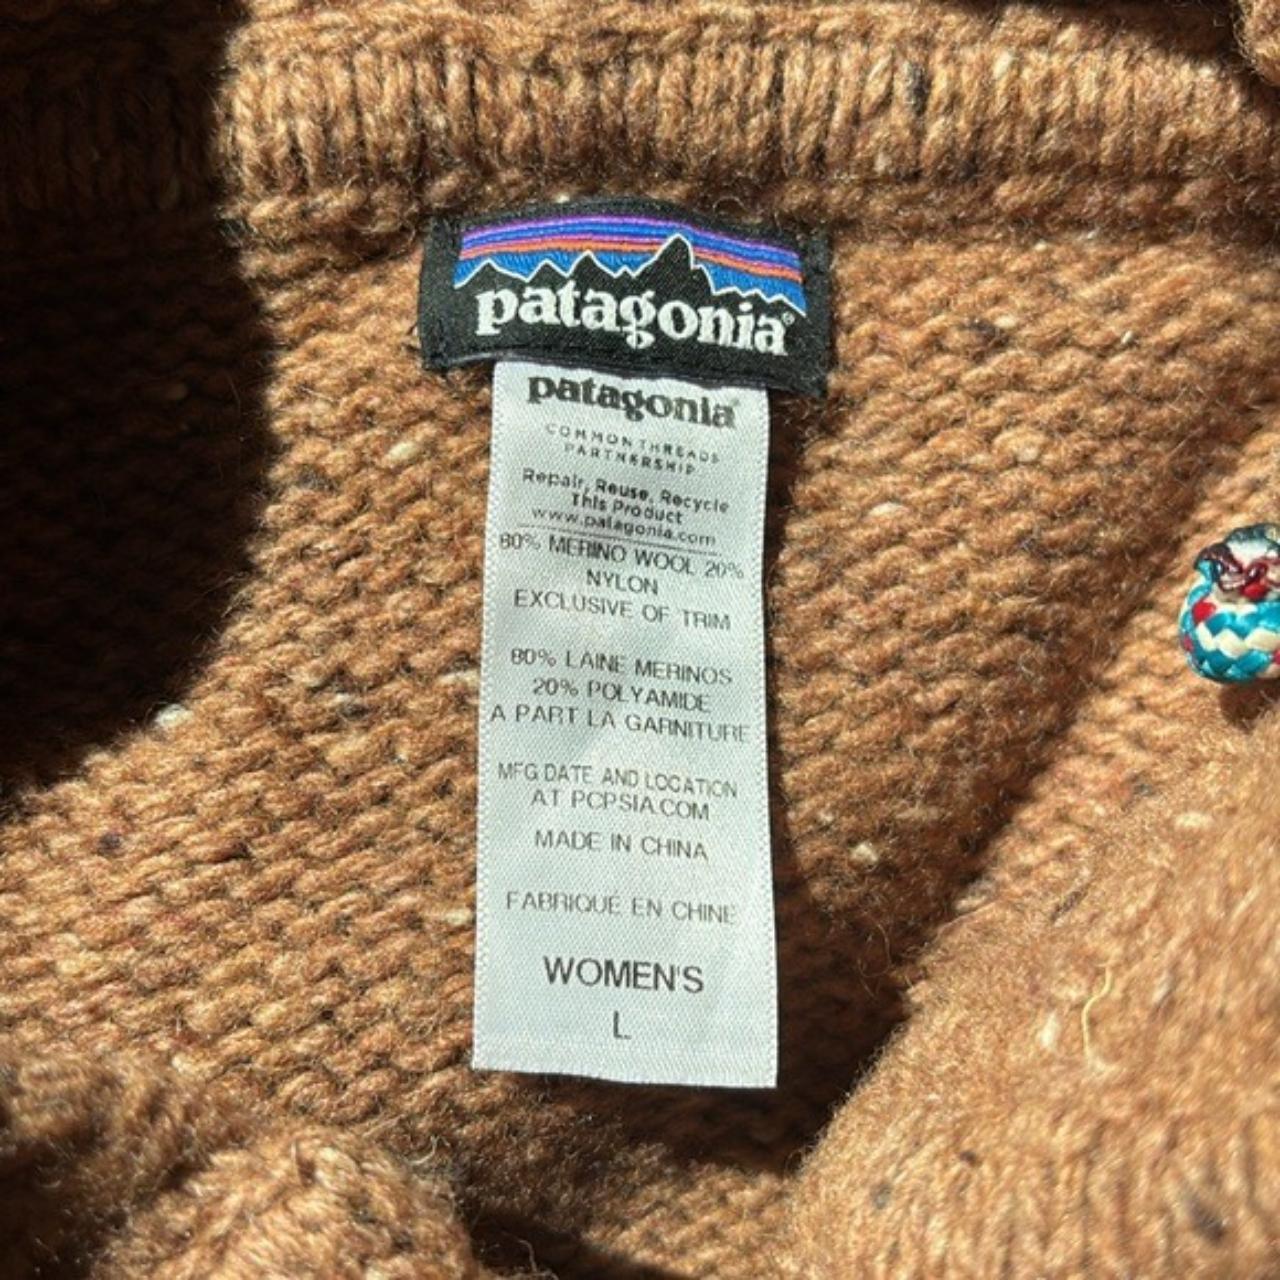 patagonia®
patagonia®
COMMON THREADS
PARTNERSHIP
Repair, Reuse, Recycle
This Product
www.patagonia.com
80% MERINO WOOL 20%
NYLON
EXCLUSIVE OF TRIM
80% LAINE MERINOS
20% POLYAMIDE
A PART LA GARNITURE
MFG DATE AND LOCATION
AT PCPSIA.COM
MADE IN CHINA
FABRIQUÉ EN CHINE
WOMEN'S
L